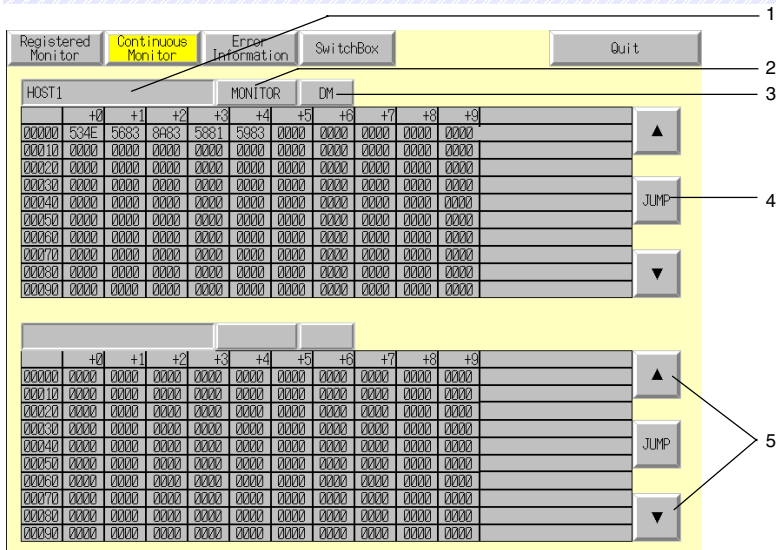 1
Registered Monitor Continuous Monitor Error Information SwitchBox Quit
2
HOST1 MONITOR DM 3
+0 +1 +2 +3 +4 +5 +6 +7 +8 +9
00000 534E 5683 8A83 5881 5983 0000 0000 0000 0000 0000 ▲
00010 0000 0000 0000 0000 0000 0000 0000 0000 0000 0000
00020 0000 0000 0000 0000 0000 0000 0000 0000 0000 0000
00030 0000 0000 0000 0000 0000 0000 0000 0000 0000 0000
00040 0000 0000 0000 0000 0000 0000 0000 0000 0000 0000 JUMP 4
00050 0000 0000 0000 0000 0000 0000 0000 0000 0000 0000
00060 0000 0000 0000 0000 0000 0000 0000 0000 0000 0000
00070 0000 0000 0000 0000 0000 0000 0000 0000 0000 0000
00080 0000 0000 0000 0000 0000 0000 0000 0000 0000 0000 ▼
00090 0000 0000 0000 0000 0000 0000 0000 0000 0000 0000
+0 +1 +2 +3 +4 +5 +6 +7 +8 +9
00000 0000 0000 0000 0000 0000 0000 0000 0000 0000 0000 ▲
00010 0000 0000 0000 0000 0000 0000 0000 0000 0000 0000
00020 0000 0000 0000 0000 0000 0000 0000 0000 0000 0000
00030 0000 0000 0000 0000 0000 0000 0000 0000 0000 0000
00040 0000 0000 0000 0000 0000 0000 0000 0000 0000 0000 JUMP 5
00050 0000 0000 0000 0000 0000 0000 0000 0000 0000 0000
00060 0000 0000 0000 0000 0000 0000 0000 0000 0000 0000
00070 0000 0000 0000 0000 0000 0000 0000 0000 0000 0000
00080 0000 0000 0000 0000 0000 0000 0000 0000 0000 0000 ▼
00090 0000 0000 0000 0000 0000 0000 0000 0000 0000 0000